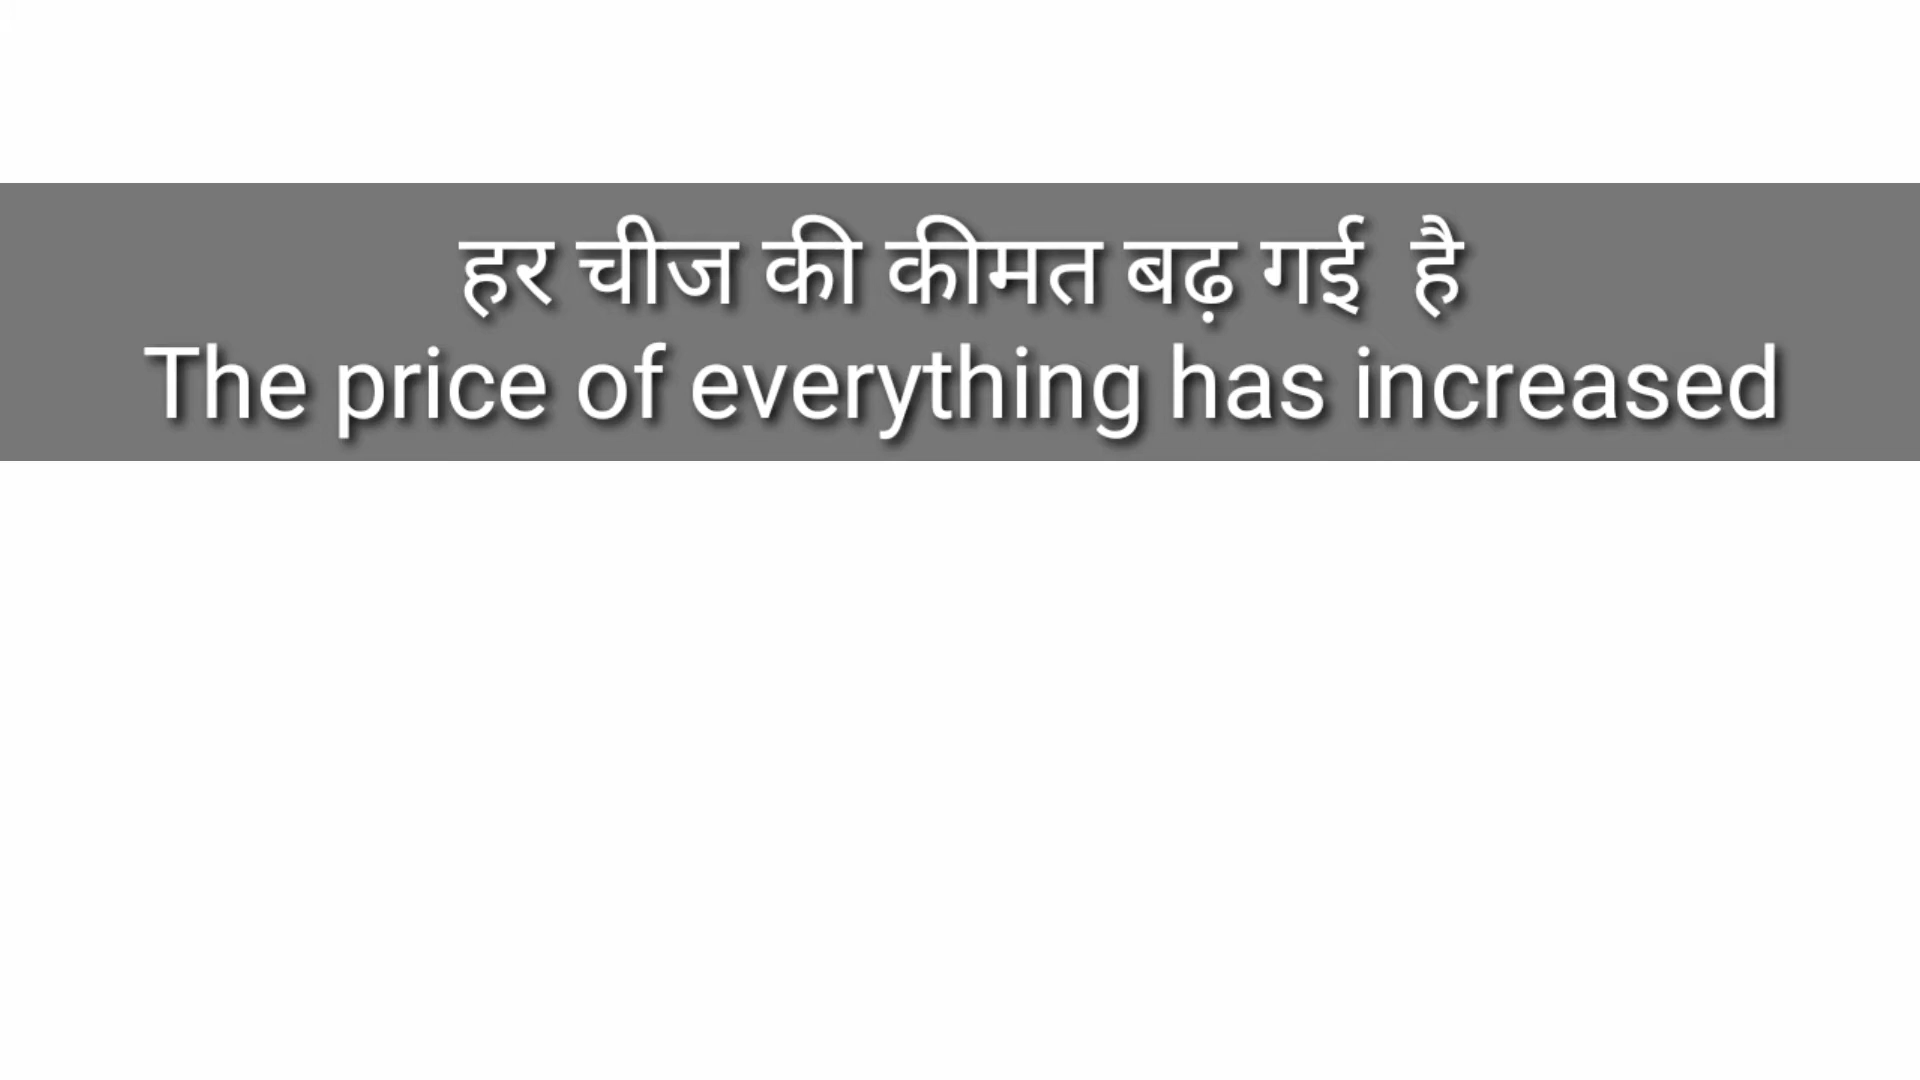 हर चीज की कीमत बढ़ गई  है
The price of everything has increased